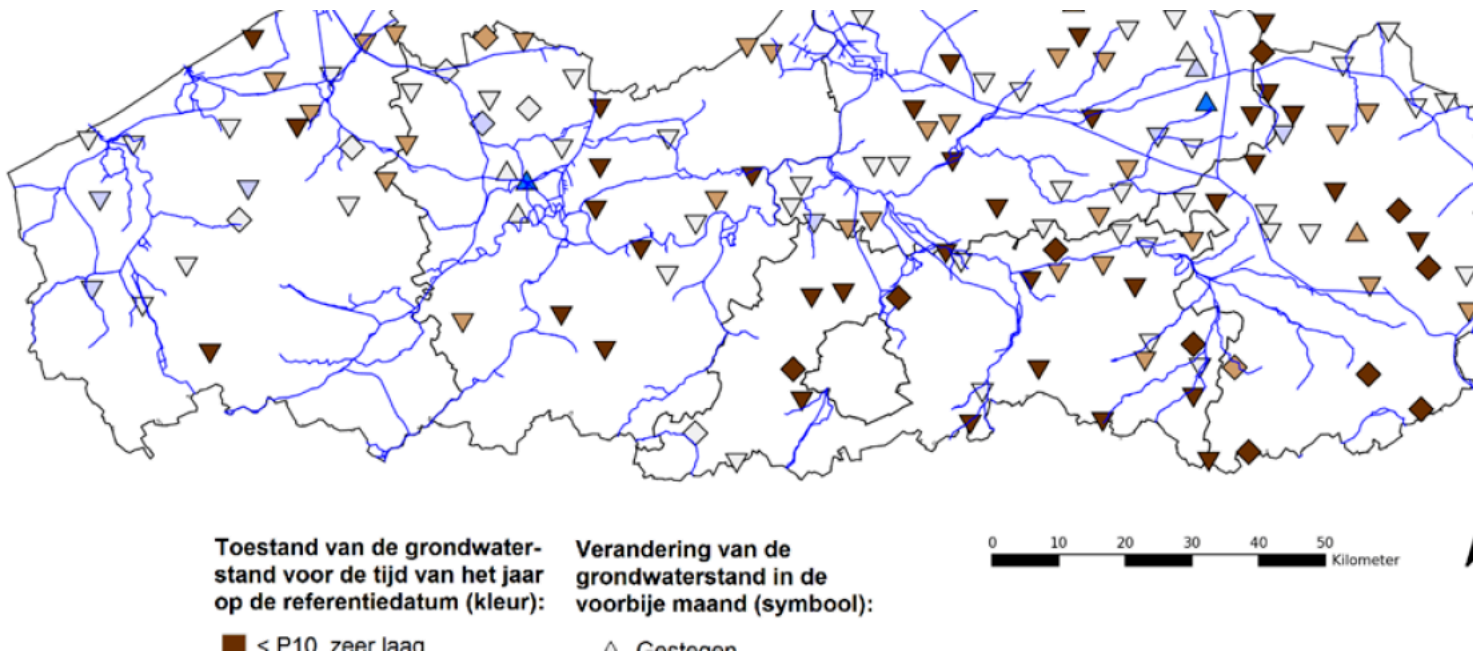 Toestand van de grondwater-
stand voor de tijd van het jaar
op de referentiedatum (kleur):
< P10, zeer laag
Verandering van de
grondwaterstand in de
voorbije maand (symbool):
Gestegen
0 10 20 30 40 50
Kilometer